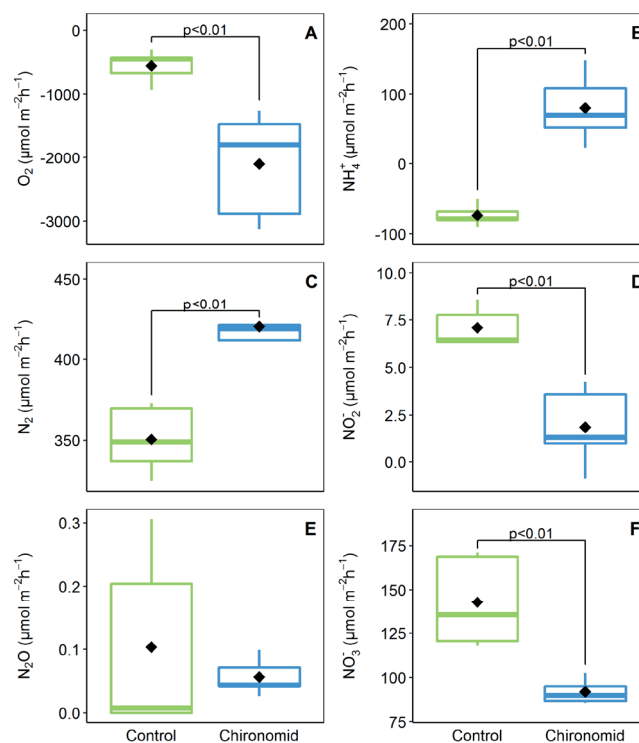 p<0.01
A
O₂ (μmol m⁻²h⁻¹)
0
-1000
-2000
-3000
p<0.01
B
NH₄⁺ (μmol m⁻²h⁻¹)
200
100
0
-100
p<0.01
C
N₂ (μmol m⁻²h⁻¹)
450
400
350
p<0.01
D
NO₂⁻ (μmol m⁻²h⁻¹)
10.0
7.5
5.0
2.5
0.0
E
N₂O (μmol m⁻²h⁻¹)
0.3
0.2
0.1
0.0
Control Chironomid
p<0.01
F
NO₃⁻ (μmol m⁻²h⁻¹)
175
150
125
100
75
Control Chironomid